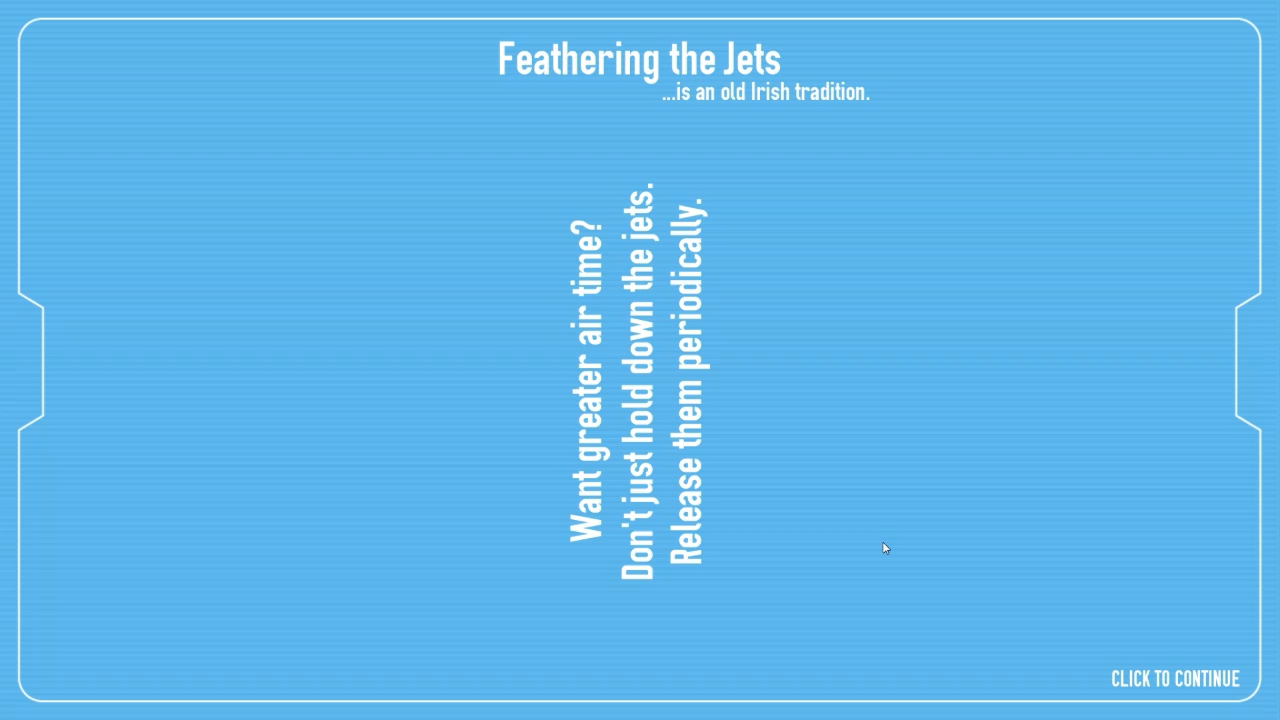 Feathering the Jets
...is an old Irish tradition.
Want greater air time?
Don't just hold down the jets.
Release them periodically.
CLICK TO CONTINUE